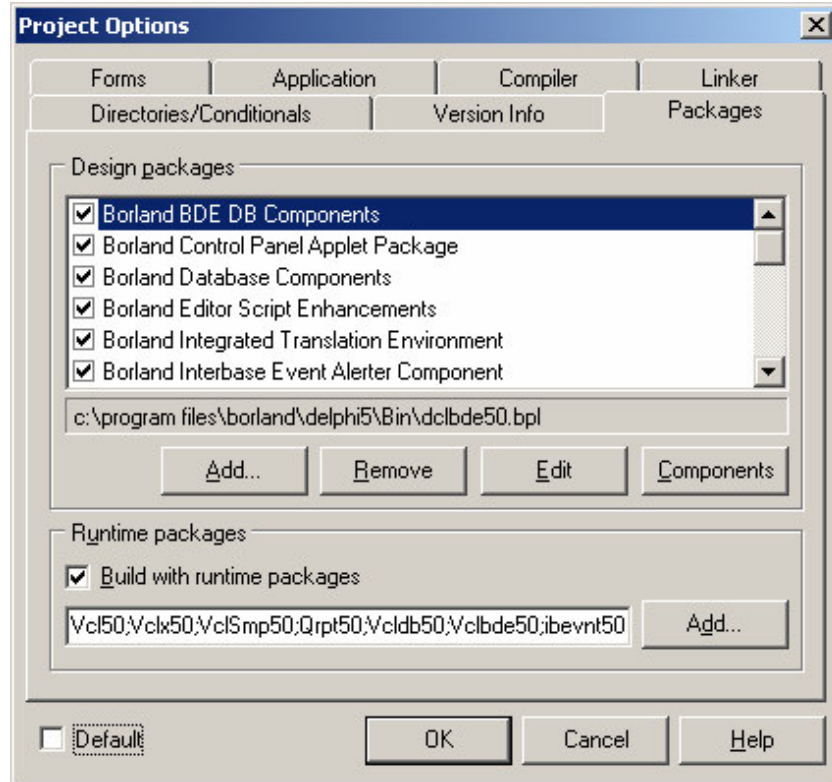 Project Options
Forms Application Compiler Linker
Directories/Conditionals Version Info Packages
Design packages
Borland BDE DB Components
Borland Control Panel Applet Package
Borland Database Components
Borland Editor Script Enhancements
Borland Integrated Translation Environment
Borland Interbase Event Alerter Component
c:\program files\borland\delphi5\Bin\dclbde50.bpl
Add... Remove Edit Components
Runtime packages
Build with runtime packages
Vcl50;Vclx50;VclSmp50;Qrpt50;Vcldb50;Vclbde50;ibevnt50 Add...
Default OK Cancel Help